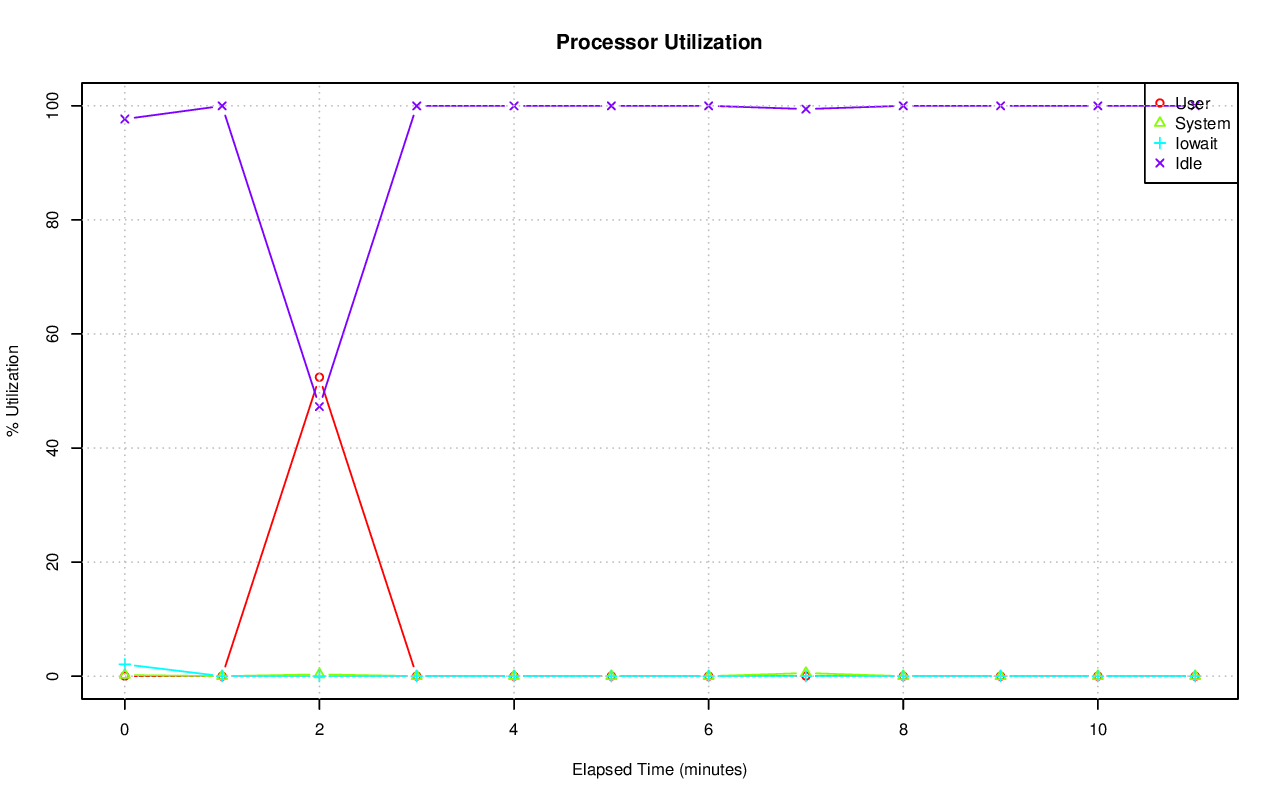 Processor Utilization
% Utilization
100
80
60
40
20
0
User
System
Iowait
Idle
0 2 4 6 8 10
Elapsed Time (minutes)